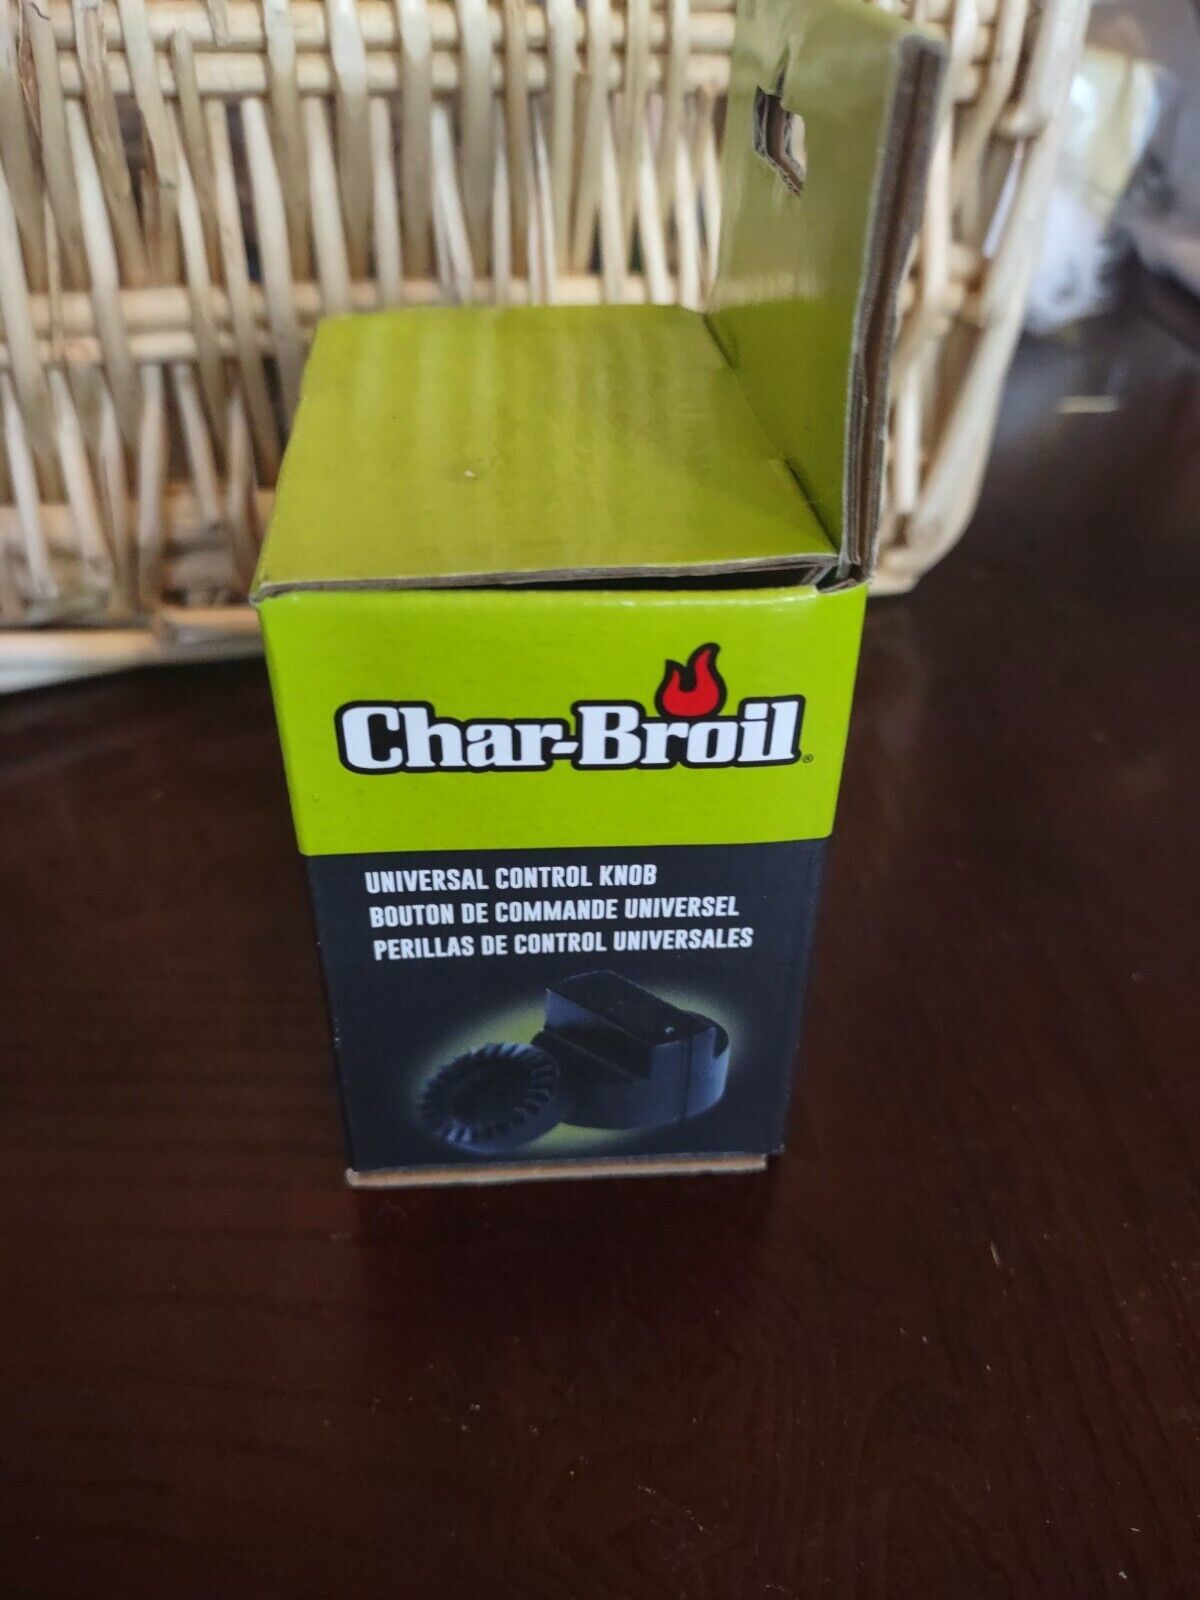 Char-Broil®
UNIVERSAL CONTROL KNOB
BOUTON DE COMMANDE UNIVERSEL
PERILLAS DE CONTROL UNIVERSALES